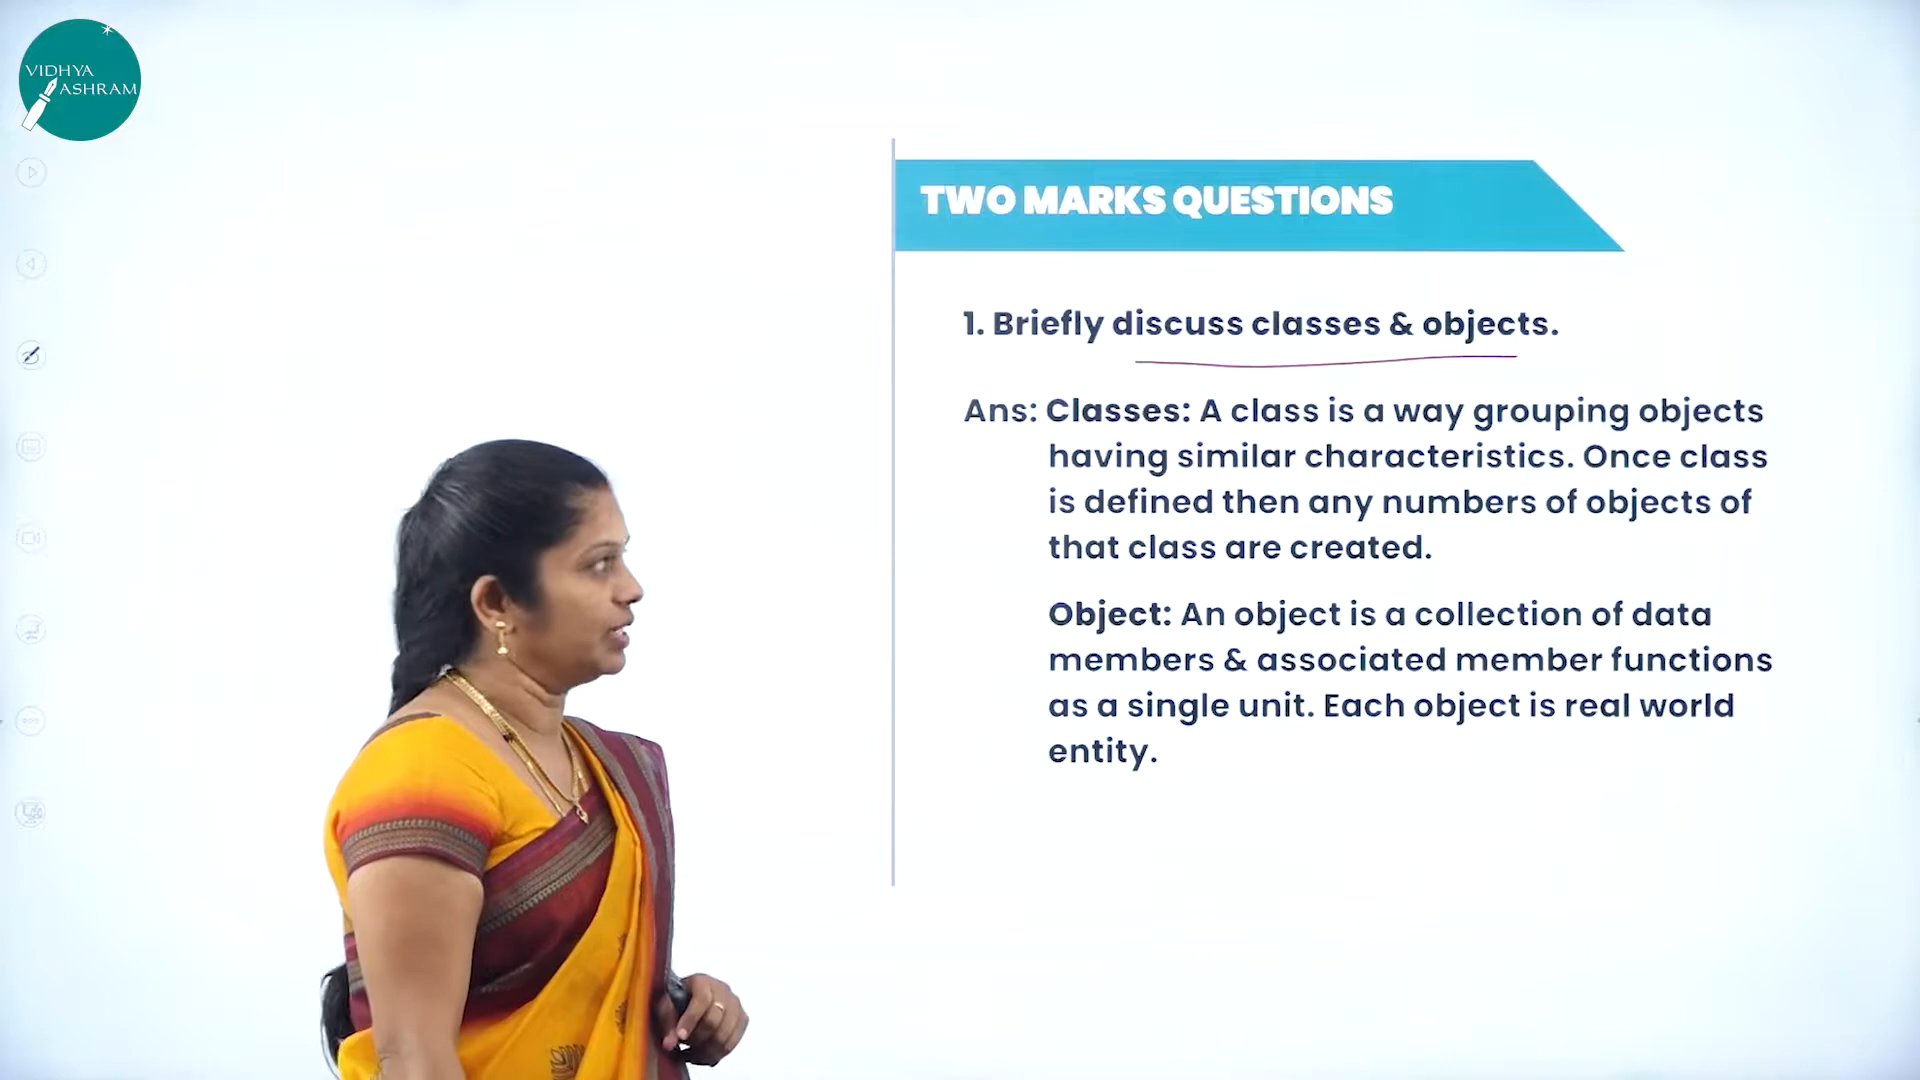 VIDHYA
ASHRAM
TWO MARKS QUESTIONS
1. Briefly discuss classes & objects.
Ans: Classes: A class is a way grouping objects
having similar characteristics. Once class
is defined then any numbers of objects of
that class are created.
Object: An object is a collection of data
members & associated member functions
as a single unit. Each object is real world
entity.